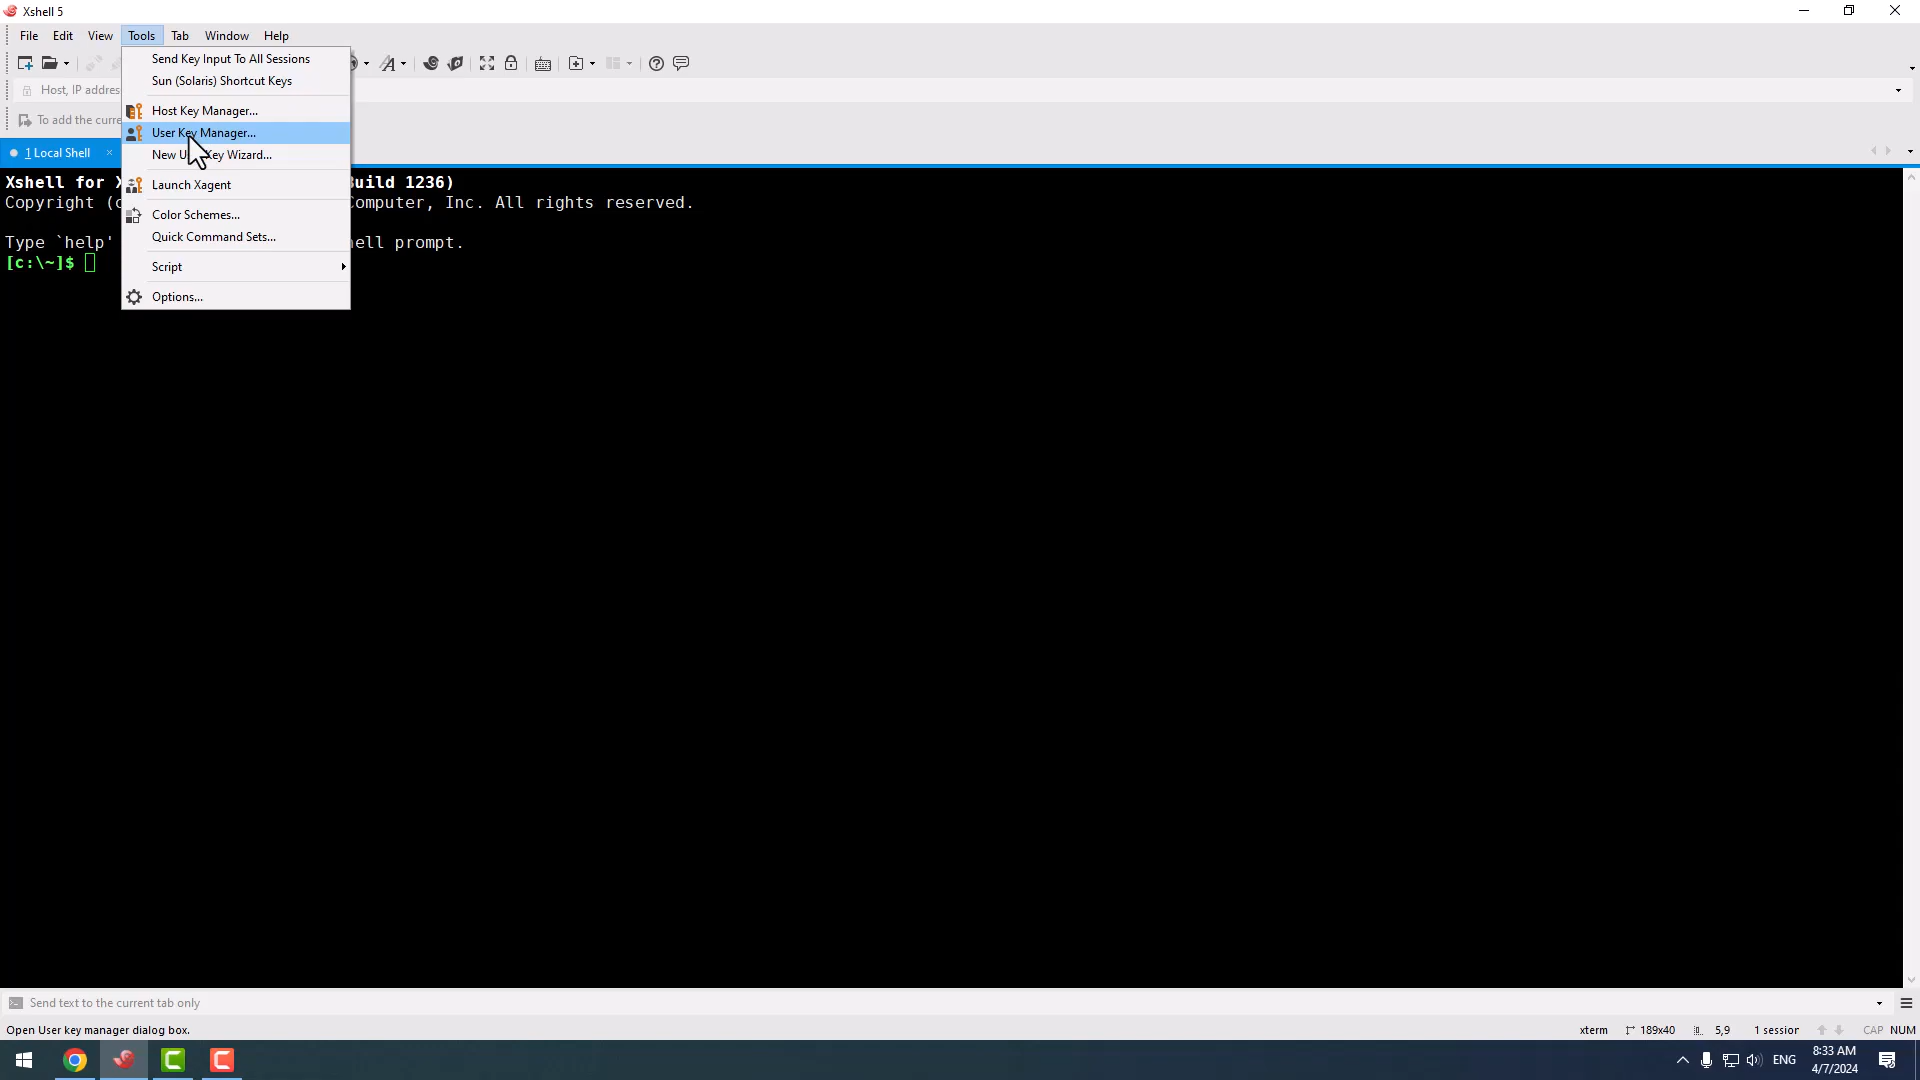 Xshell 5
File Edit View Tools Tab Window Help
Send Key Input To All Sessions
Sun (Solaris) Shortcut Keys
Host, IP addres
Host Key Manager...
To add the curre
User Key Manager...
1 Local Shell
New U Key Wizard...
Xshell for X uild 1236)
Launch Xagent
Copyright (c omputer, Inc. All rights reserved.
Color Schemes...
Quick Command Sets...
Type `help' hell prompt.
[c:\~]$
Script
Options...
Send text to the current tab only
Open User key manager dialog box.
xterm 189x40 5,9 1 session CAP NUM
ENG 8:33 AM
4/7/2024